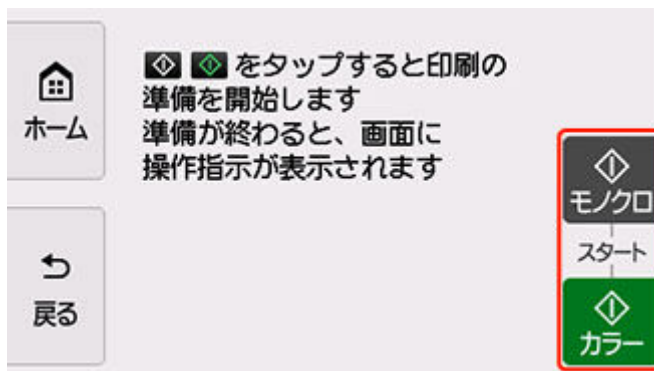 ホーム
をタップすると印刷の
準備を開始します
準備が終わると、画面に
操作指示が表示されます
戻る
モノクロ
スタート
カラー